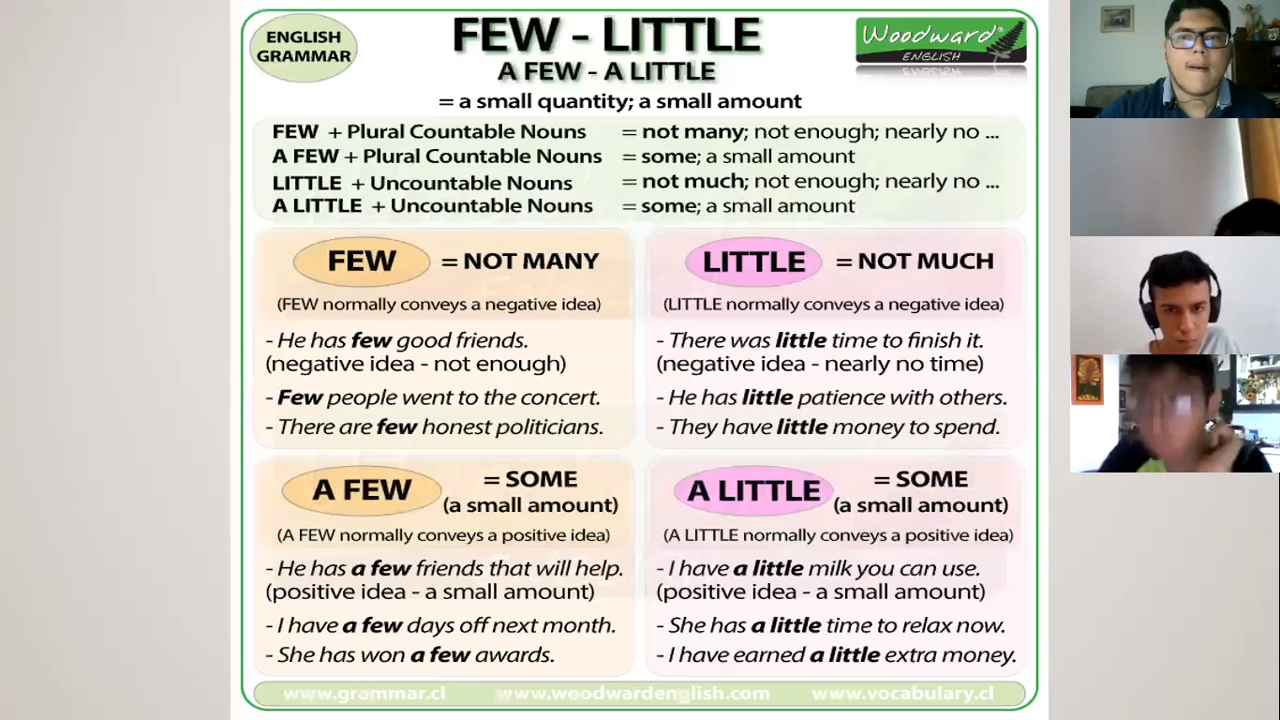 ENGLISH
GRAMMAR
FEW - LITTLE
A FEW - A LITTLE
Woodward
ENGLISH
= a small quantity; a small amount
FEW + Plural Countable Nouns = not many; not enough; nearly no ...
A FEW + Plural Countable Nouns = some; a small amount
LITTLE + Uncountable Nouns = not much; not enough; nearly no ...
A LITTLE + Uncountable Nouns = some; a small amount
FEW = NOT MANY
(FEW normally conveys a negative idea)
- He has few good friends.
(negative idea - not enough)
- Few people went to the concert.
- There are few honest politicians.
LITTLE = NOT MUCH
(LITTLE normally conveys a negative idea)
- There was little time to finish it.
(negative idea - nearly no time)
- He has little patience with others.
- They have little money to spend.
A FEW = SOME
(a small amount)
(A FEW normally conveys a positive idea)
- He has a few friends that will help.
(positive idea - a small amount)
- I have a few days off next month.
- She has won a few awards.
A LITTLE = SOME
(a small amount)
(A LITTLE normally conveys a positive idea)
- I have a little milk you can use.
(positive idea - a small amount)
- She has a little time to relax now.
- I have earned a little extra money.
www.grammar.cl www.woodwardenglish.com www.vocabulary.cl